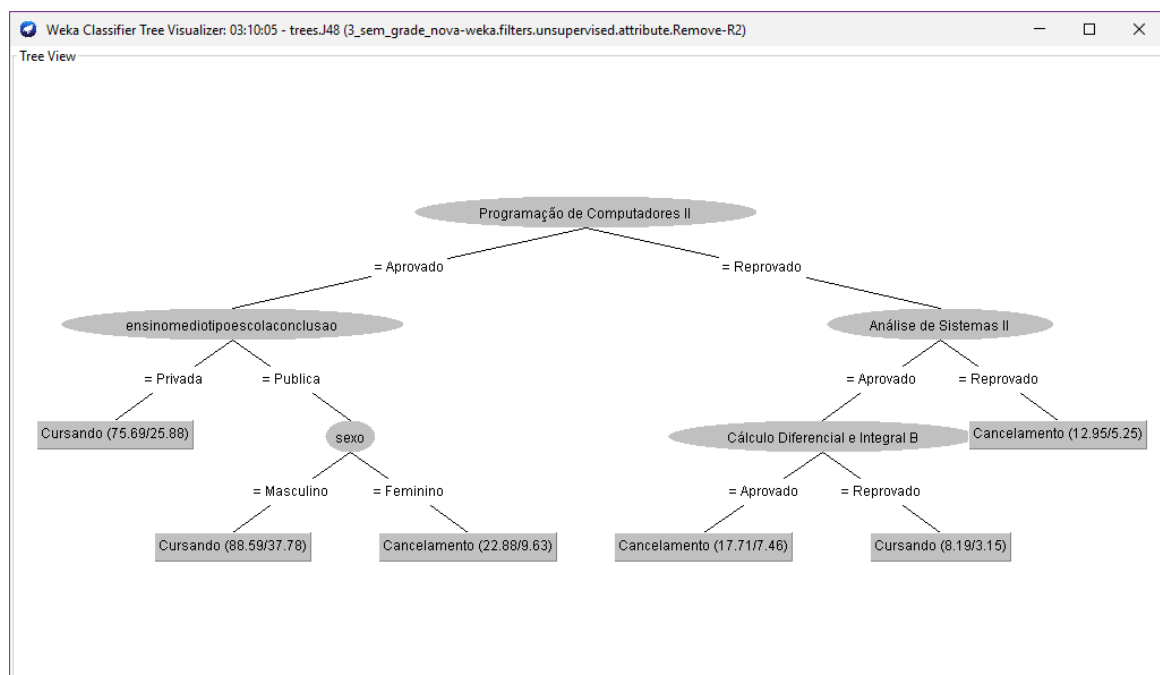 Weka Classifier Tree Visualizer: 03:10:05 - trees.J48 (3_sem_grade_nova-weka.filters.unsupervised.attribute.Remove-R2)
Tree View
Programação de Computadores II
= Aprovado
= Reprovado
ensinomediotipoescolaconclusao
Análise de Sistemas II
= Privada
= Publica
= Aprovado
= Reprovado
Cursando (75.69/25.88)
sexo
Cálculo Diferencial e Integral B
Cancelamento (12.95/5.25)
= Masculino
= Feminino
= Aprovado
= Reprovado
Cursando (88.59/37.78)
Cancelamento (22.88/9.63)
Cancelamento (17.71/7.46)
Cursando (8.19/3.15)